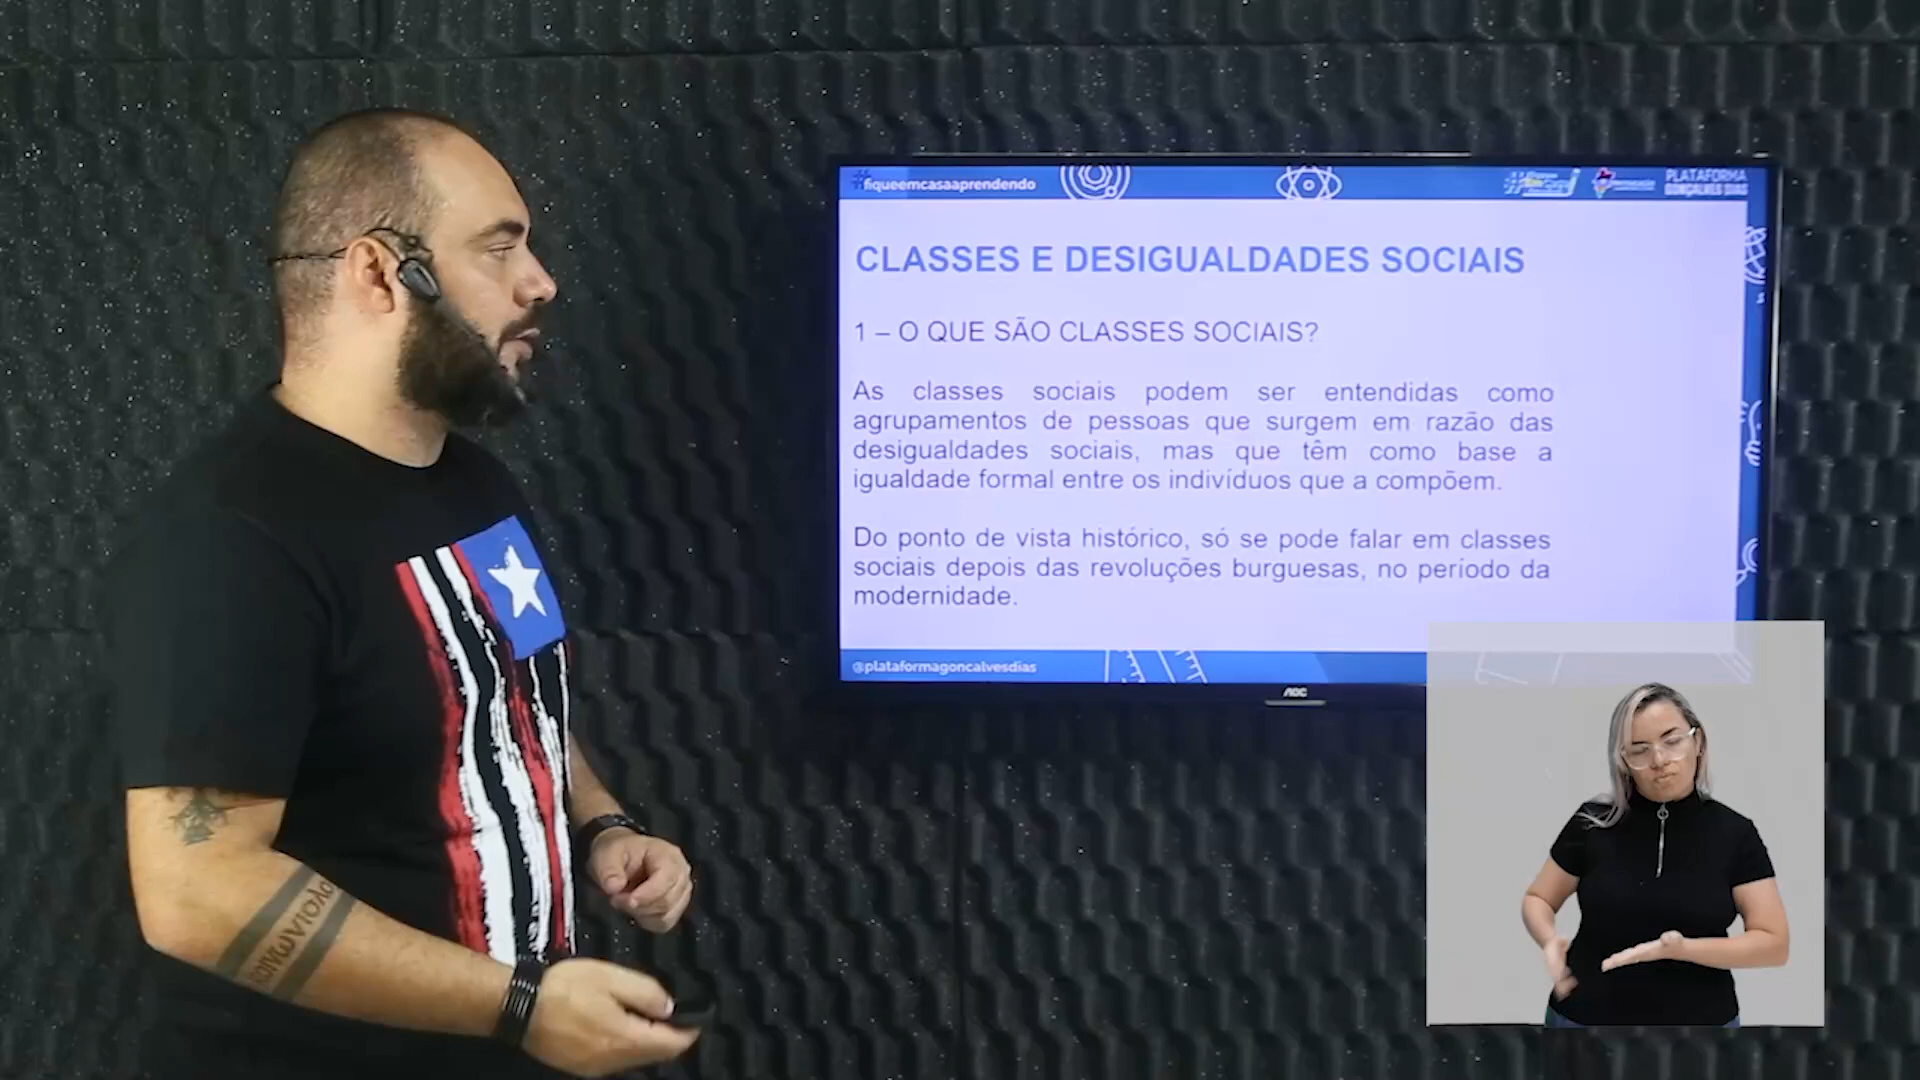 #fiqueemcasaaprendendo
PLATAFORMA
GONÇALVES DIAS
CLASSES E DESIGUALDADES SOCIAIS
1 – O QUE SÃO CLASSES SOCIAIS?
As classes sociais podem ser entendidas como
agrupamentos de pessoas que surgem em razão das
desigualdades sociais, mas que têm como base a
igualdade formal entre os indivíduos que a compõem.
Do ponto de vista histórico, só se pode falar em classes
sociais depois das revoluções burguesas, no período da
modernidade.
@plataformagoncalvesdias
AOC